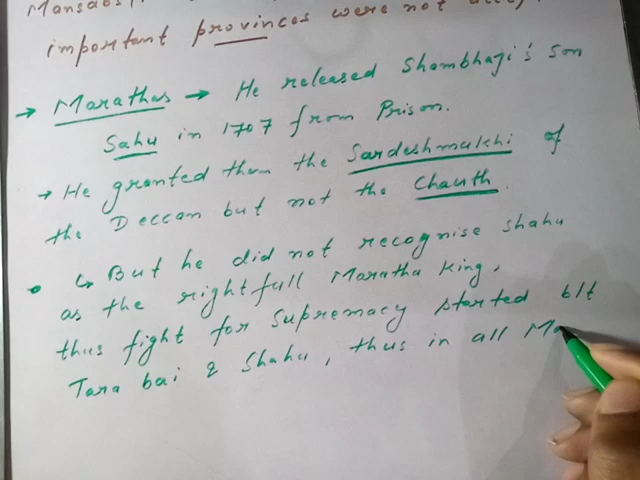 Mansabs
important provinces were not
→ Marathas → He released Shambhaji's son
Sahu in 1707 from Prison.
→ He granted them the Sardeshmukhi of
the Deccan but not the Chauth.
↳ But he did not recognise shahu
as the rightfull Maratha King,
thus fight for supremacy started b/t
Tara bai & Shahu, thus in all Ma